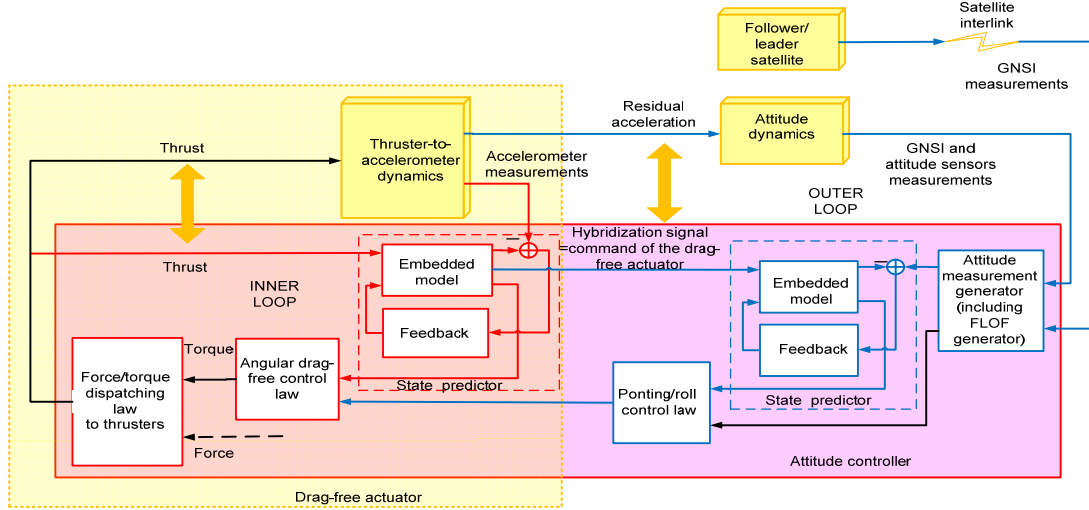 Follower/
leader
satellite
Satellite
interlink
GNSI
measurements
Thrust
Thruster-to-
accelerometer
dynamics
Residual
acceleration
Accelerometer
measurements
Attitude
dynamics
GNSI and
attitude sensors
measurements
OUTER
LOOP
Thrust
INNER
LOOP
Embedded
model
Feedback
State predictor
Hybridization signal
=command of the drag-
free actuator
Embedded
model
Feedback
State predictor
Attitude
measurement
generator
(including
FLOF
generator)
Force/torque
dispatching
law
to thrusters
Torque
Force
Angular drag-
free control
law
Ponting/roll
control law
Attitude controller
Drag-free actuator